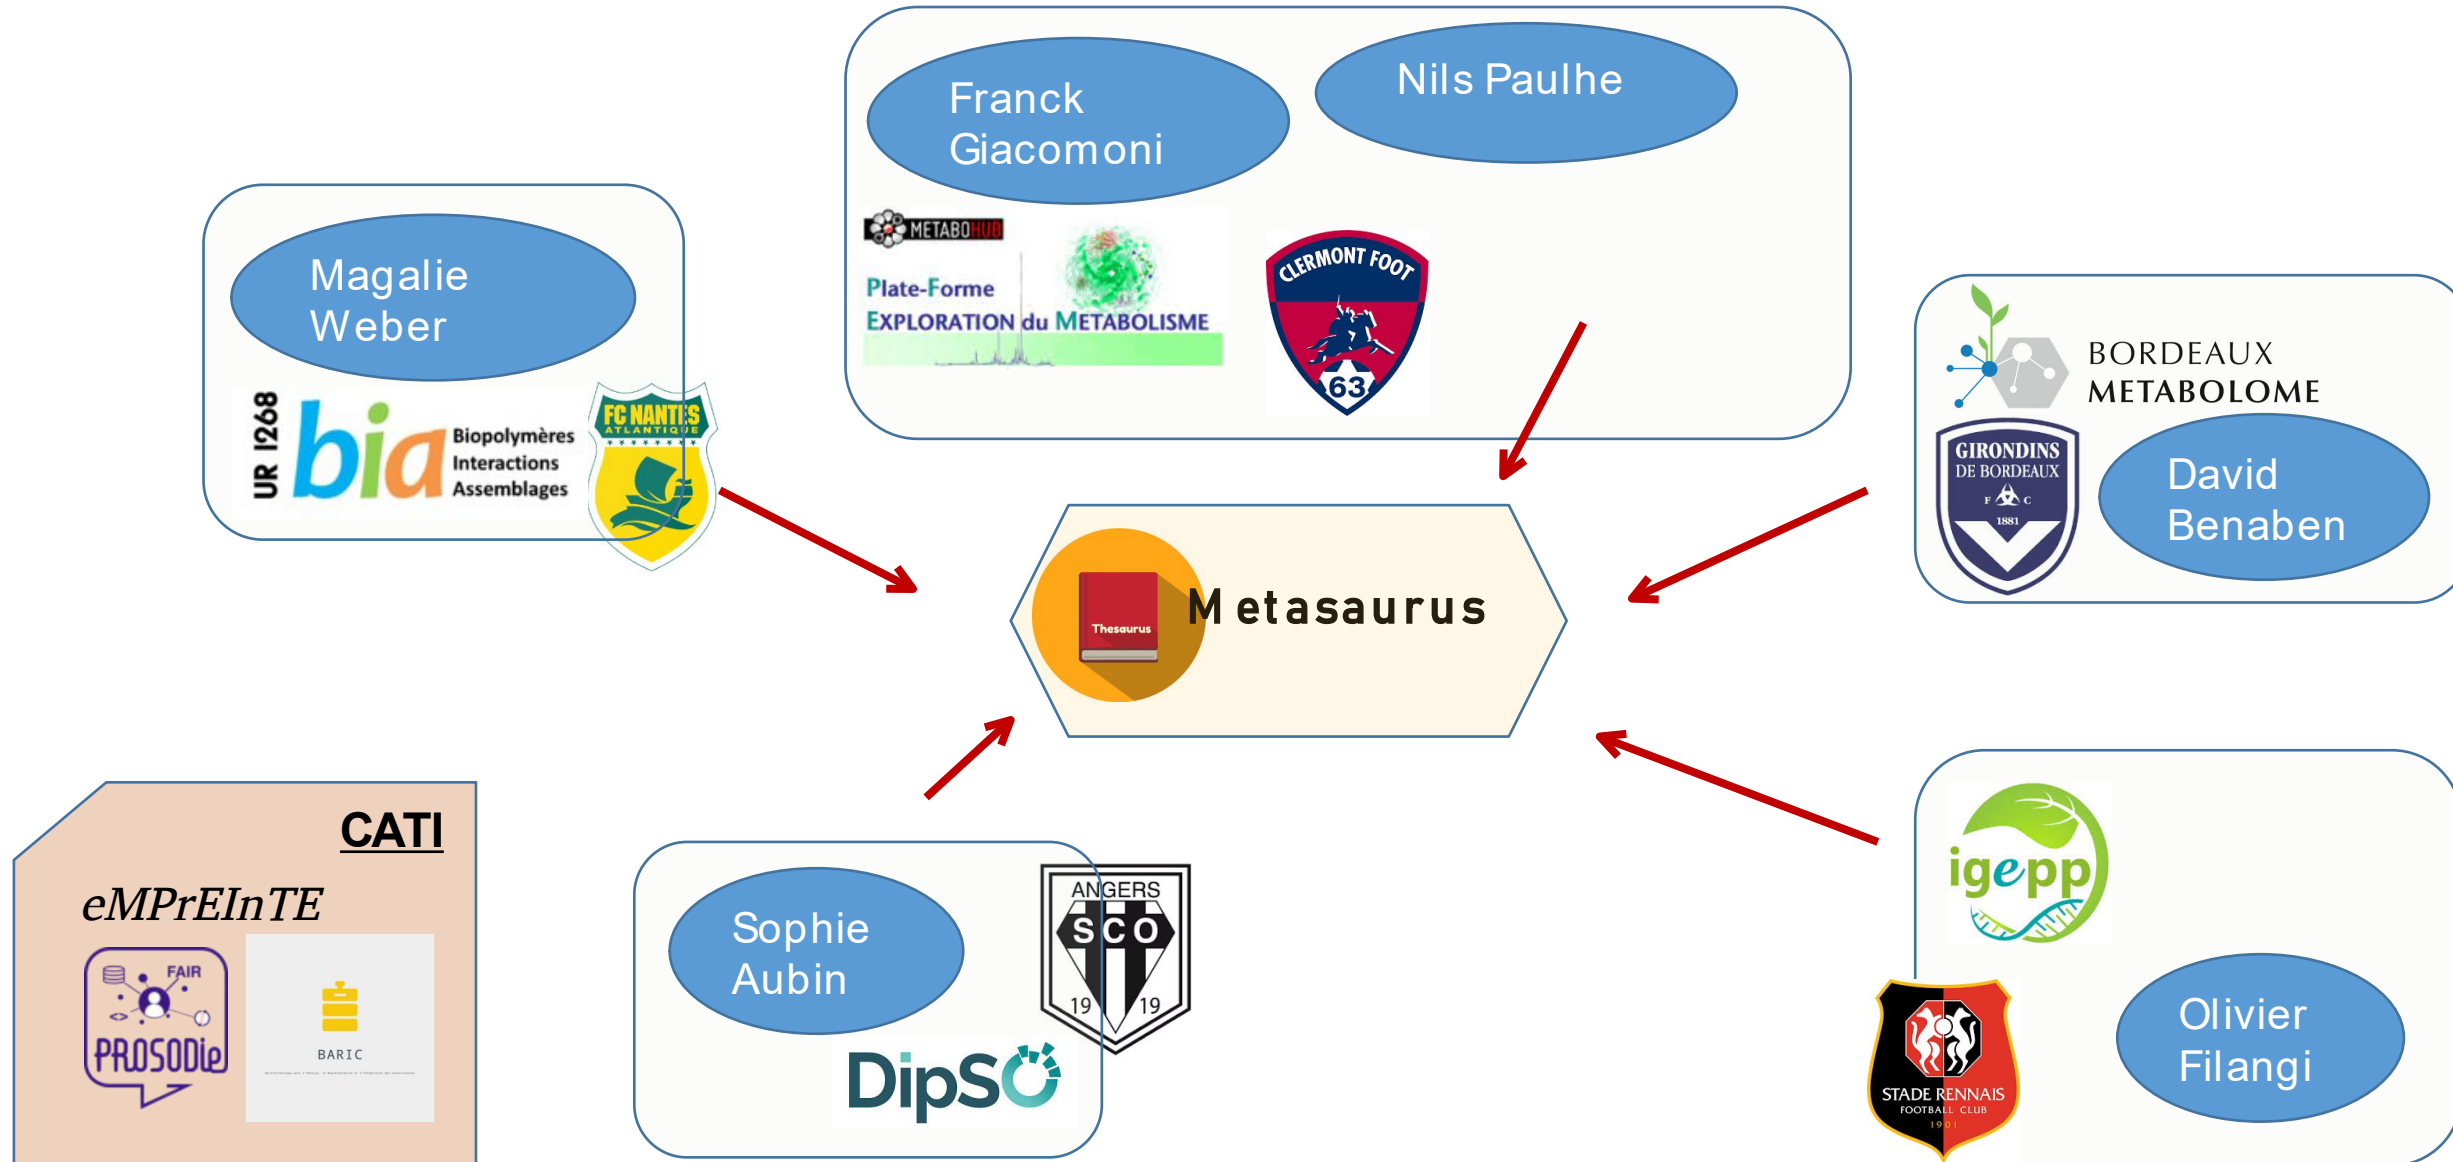 Franck
Giacomoni
Nils Paulhe
METABOHUB
Plate-Forme
EXPLORATION du METABOLISME
CLERMONT FOOT
63
Magalie
Weber
UR 1268
bia
Biopolymères
Interactions
Assemblages
FC NANTES
ATLANTIQUE
BORDEAUX
METABOLOME
GIRONDINS
DE BORDEAUX
F C
1881
David
Benaben
Thesaurus
Metasaurus
CATI
eMPrEInTE
FAIR
PROSODie
BARIC
Sophie
Aubin
ANGERS
SCO
19 19
DipSO
igepp
STADE RENNAIS
FOOTBALL CLUB
1901
Olivier
Filangi